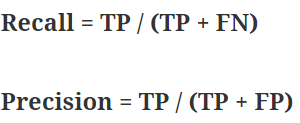 Recall = TP / (TP + FN)
Precision = TP / (TP + FP)